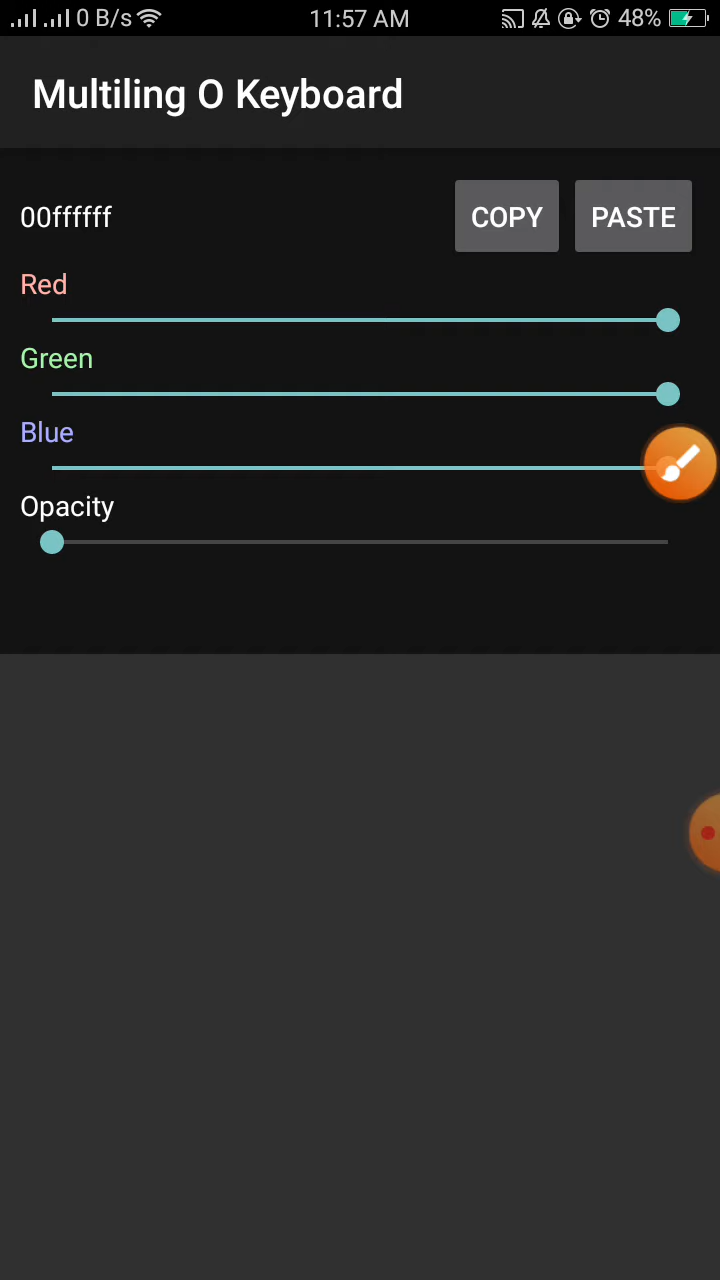 0 B/s 11:57 AM 48%
Multiling O Keyboard
00ffffff COPY PASTE
Red
Green
Blue
Opacity